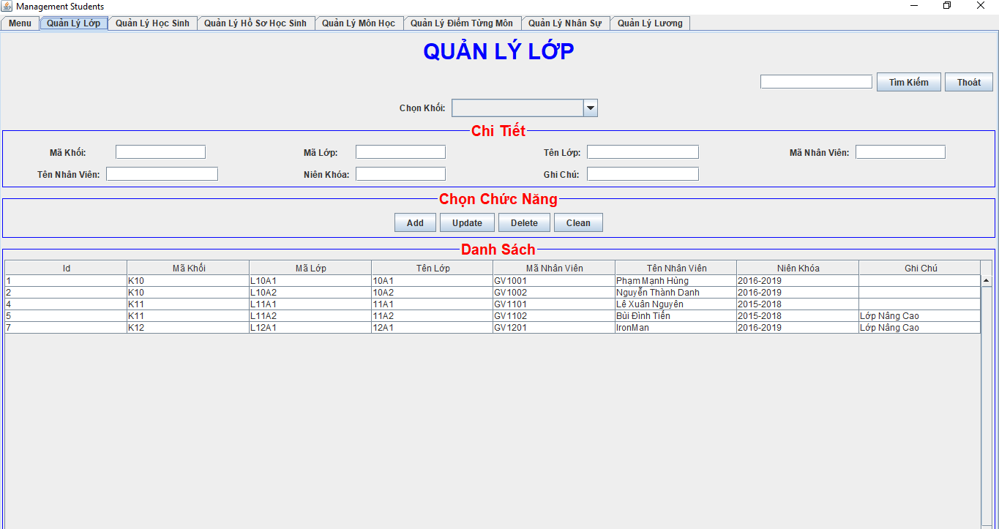 Management Students
Menu Quản Lý Lớp Quản Lý Học Sinh Quản Lý Hồ Sơ Học Sinh Quản Lý Môn Học Quản Lý Điểm Từng Môn Quản Lý Nhân Sự Quản Lý Lương
QUẢN LÝ LỚP
Tìm Kiếm Thoát
Chọn Khối:
Chi Tiết
Mã Khối: Mã Lớp: Tên Lớp: Mã Nhân Viên:
Tên Nhân Viên: Niên Khóa: Ghi Chú:
Chọn Chức Năng
Add Update Delete Clean
Danh Sách
Id Mã Khối Mã Lớp Tên Lớp Mã Nhân Viên Tên Nhân Viên Niên Khóa Ghi Chú
1 K10 L10A1 10A1 GV1001 Phạm Mạnh Hùng 2016-2019
2 K10 L10A2 10A2 GV1002 Nguyễn Thành Danh 2016-2019
4 K11 L11A1 11A1 GV1101 Lê Xuân Nguyên 2015-2018
5 K11 L11A2 11A2 GV1102 Bùi Đình Tiến 2015-2018 Lớp Nâng Cao
7 K12 L12A1 12A1 GV1201 IronMan 2016-2019 Lớp Nâng Cao